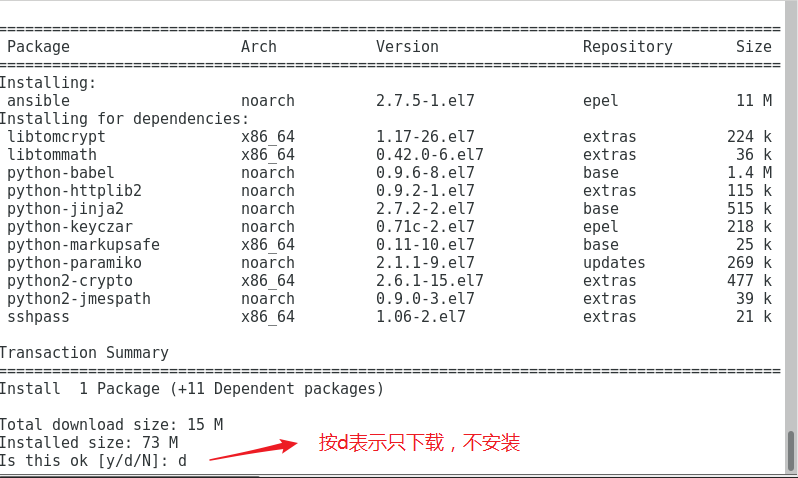 ================================================================================
Package Arch Version Repository Size
================================================================================
Installing:
ansible noarch 2.7.5-1.el7 epel 11 M
Installing for dependencies:
libtomcrypt x86_64 1.17-26.el7 extras 224 k
libtommath x86_64 0.42.0-6.el7 extras 36 k
python-babel noarch 0.9.6-8.el7 base 1.4 M
python-httplib2 noarch 0.9.2-1.el7 extras 115 k
python-jinja2 noarch 2.7.2-2.el7 base 515 k
python-keyczar noarch 0.71c-2.el7 epel 218 k
python-markupsafe x86_64 0.11-10.el7 base 25 k
python-paramiko noarch 2.1.1-9.el7 updates 269 k
python2-crypto x86_64 2.6.1-15.el7 extras 477 k
python2-jmespath noarch 0.9.0-3.el7 extras 39 k
sshpass x86_64 1.06-2.el7 extras 21 k
Transaction Summary
================================================================================
Install 1 Package (+11 Dependent packages)
Total download size: 15 M
Installed size: 73 M
按d表示只下载，不安装
Is this ok [y/d/N]: d